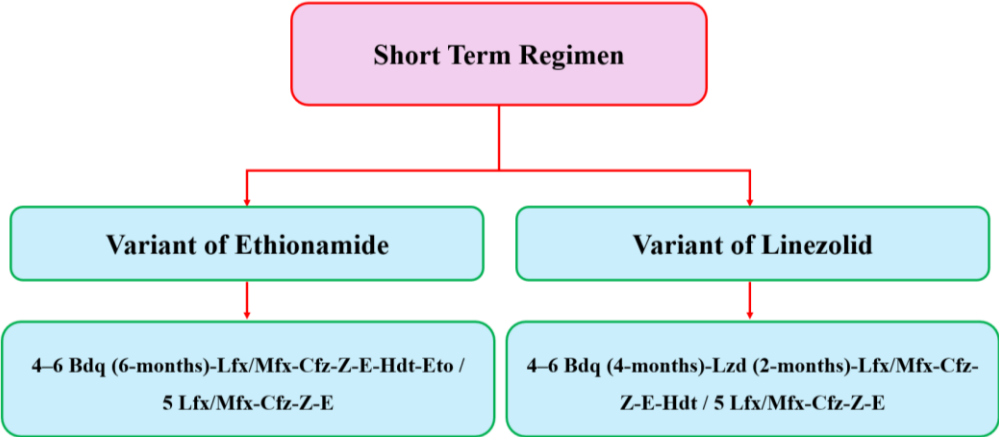 Short Term Regimen
Variant of Ethionamide
Variant of Linezolid
4–6 Bdq (6-months)-Lfx/Mfx-Cfz-Z-E-Hdt-Eto /
5 Lfx/Mfx-Cfz-Z-E
4–6 Bdq (4-months)-Lzd (2-months)-Lfx/Mfx-Cfz-
Z-E-Hdt / 5 Lfx/Mfx-Cfz-Z-E